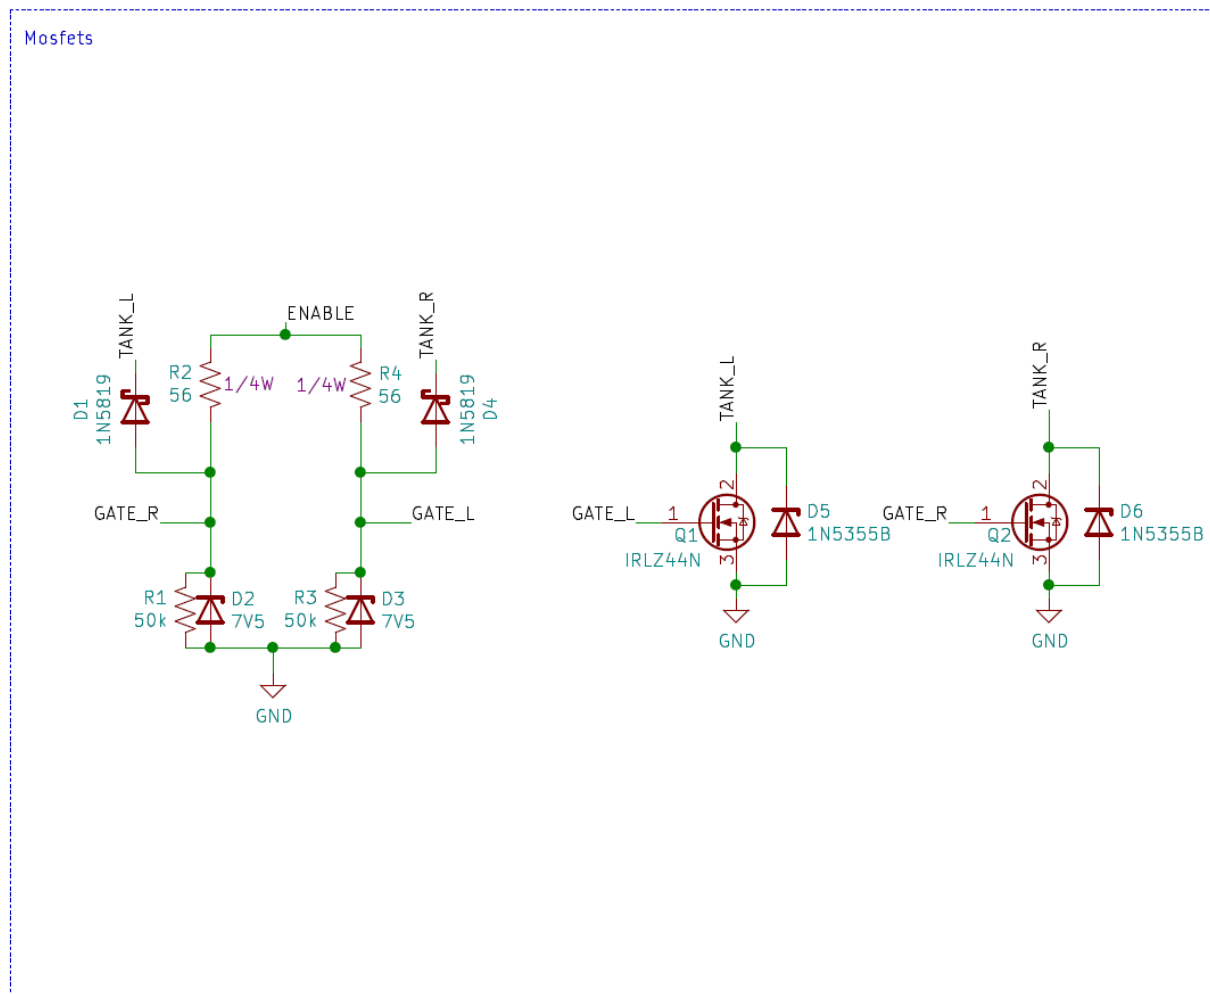 Mosfets
TANK_L
D1
1N5819
R2
56
1/4W
ENABLE
1/4W
R4
56
TANK_R
1N5819
D4
GATE_R
GATE_L
R1
50k
D2
7V5
R3
50k
D3
7V5
GND
TANK_L
GATE_L
1
2
3
Q1
IRLZ44N
D5
1N5355B
GND
TANK_R
GATE_R
1
2
3
Q2
IRLZ44N
D6
1N5355B
GND